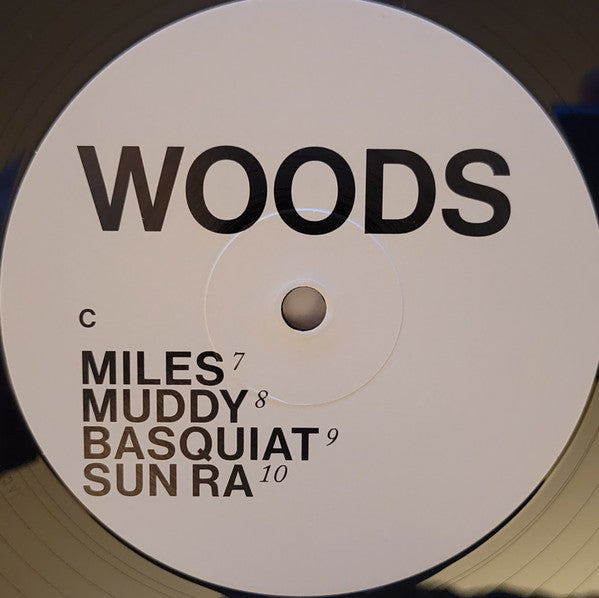 WOODS
C
MILES 7
MUDDY 8
BASQUIAT 9
SUN RA 10